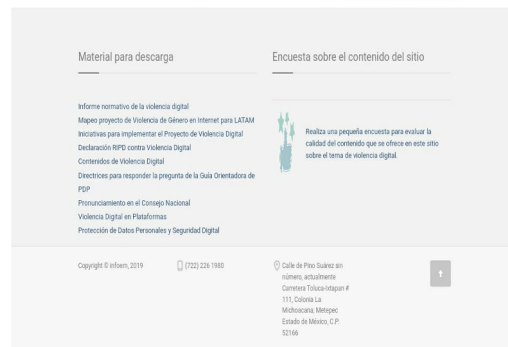 Material para descarga
Informe normativo de la violencia digital
Mapeo proyecto de Violencia de Género en Internet para LATAM
Iniciativas para implementar el Proyecto de Violencia Digital
Declaración RIPD contra Violencia Digital
Contenidos de Violencia Digital
Directrices para responder la pregunta de la Guía Orientadora de
PDP
Pronunciamiento en el Consejo Nacional
Violencia Digital en Plataformas
Protección de Datos Personales y Seguridad Digital
Encuesta sobre el contenido del sitio
Realiza una pequeña encuesta para evaluar la
calidad del contenido que se ofrece en este sitio
sobre el tema de violencia digital.
Copyright © infoem, 2019
(722) 226 1980
Calle de Pino Suárez sin
número, actualmente
Carretera Toluca-Ixtapan #
111, Colonia La
Michoacana; Metepec
Estado de México, C.P.
52166